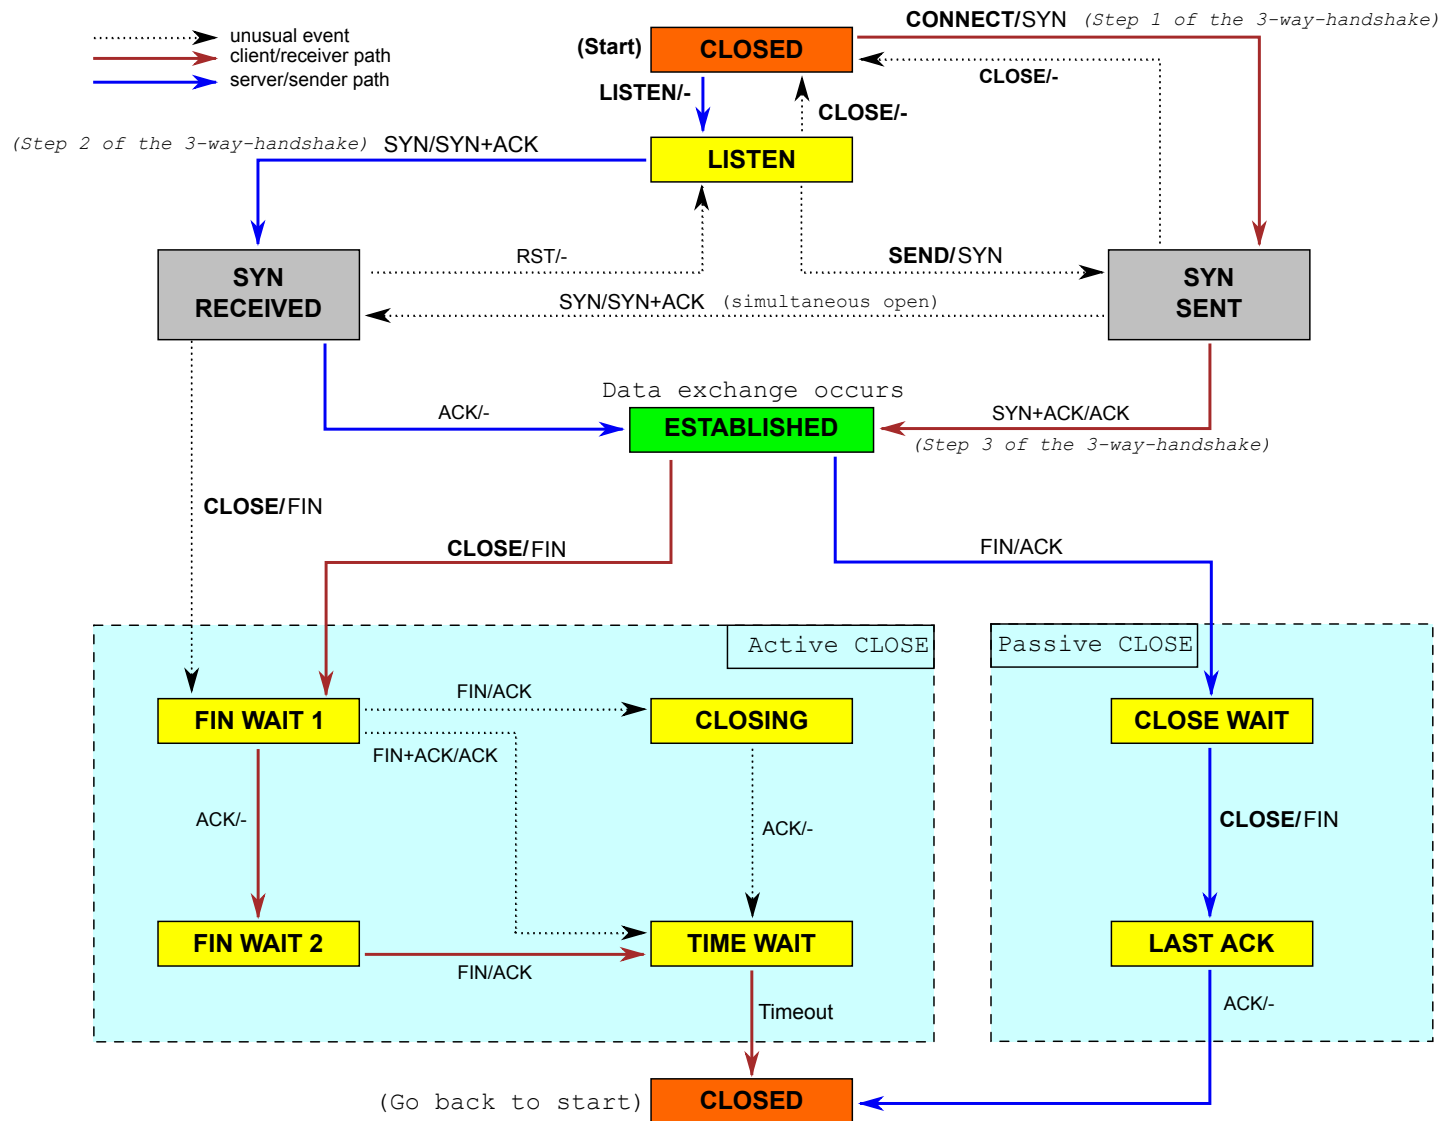 CONNECT/SYN (Step 1 of the 3-way-handshake)
unusual event
client/receiver path
server/sender path
(Start)
CLOSED
CLOSE/-
LISTEN/-
CLOSE/-
(Step 2 of the 3-way-handshake) SYN/SYN+ACK
LISTEN
SYN
RECEIVED
RST/-
SEND/SYN
SYN
SENT
SYN/SYN+ACK (simultaneous open)
Data exchange occurs
ACK/-
ESTABLISHED
SYN+ACK/ACK
(Step 3 of the 3-way-handshake)
CLOSE/FIN
CLOSE/FIN
FIN/ACK
Active CLOSE
Passive CLOSE
FIN WAIT 1
FIN/ACK
CLOSING
CLOSE WAIT
FIN+ACK/ACK
ACK/-
ACK/-
CLOSE/FIN
FIN WAIT 2
TIME WAIT
LAST ACK
FIN/ACK
Timeout
ACK/-
(Go back to start)
CLOSED